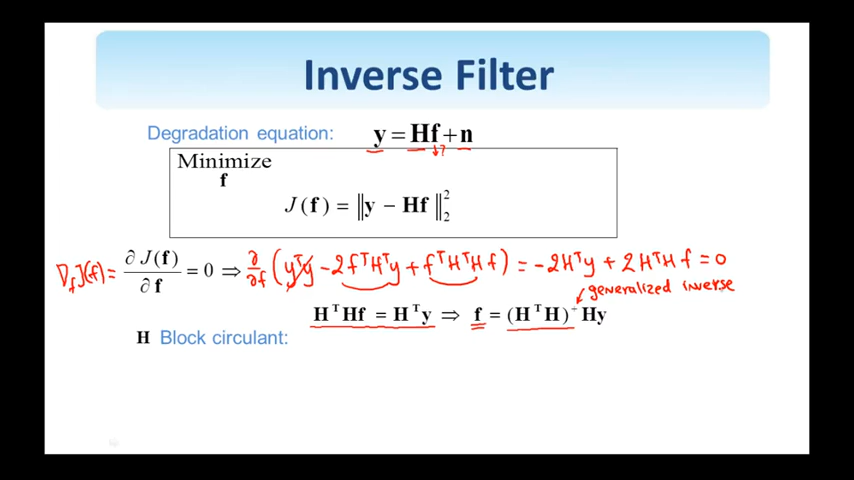 Inverse Filter
Degradation equation: y = Hf + n
↓?
Minimize
f
J(f) = ‖y − Hf‖₂²
∇_f J(f) = ∂J(f)/∂f = 0 ⇒ ∂/∂f (yᵀy − 2fᵀHᵀy + fᵀHᵀHf) = −2Hᵀy + 2HᵀHf = 0
generalized inverse
HᵀHf = Hᵀy ⇒ f = (HᵀH)⁺Hy
H Block circulant: